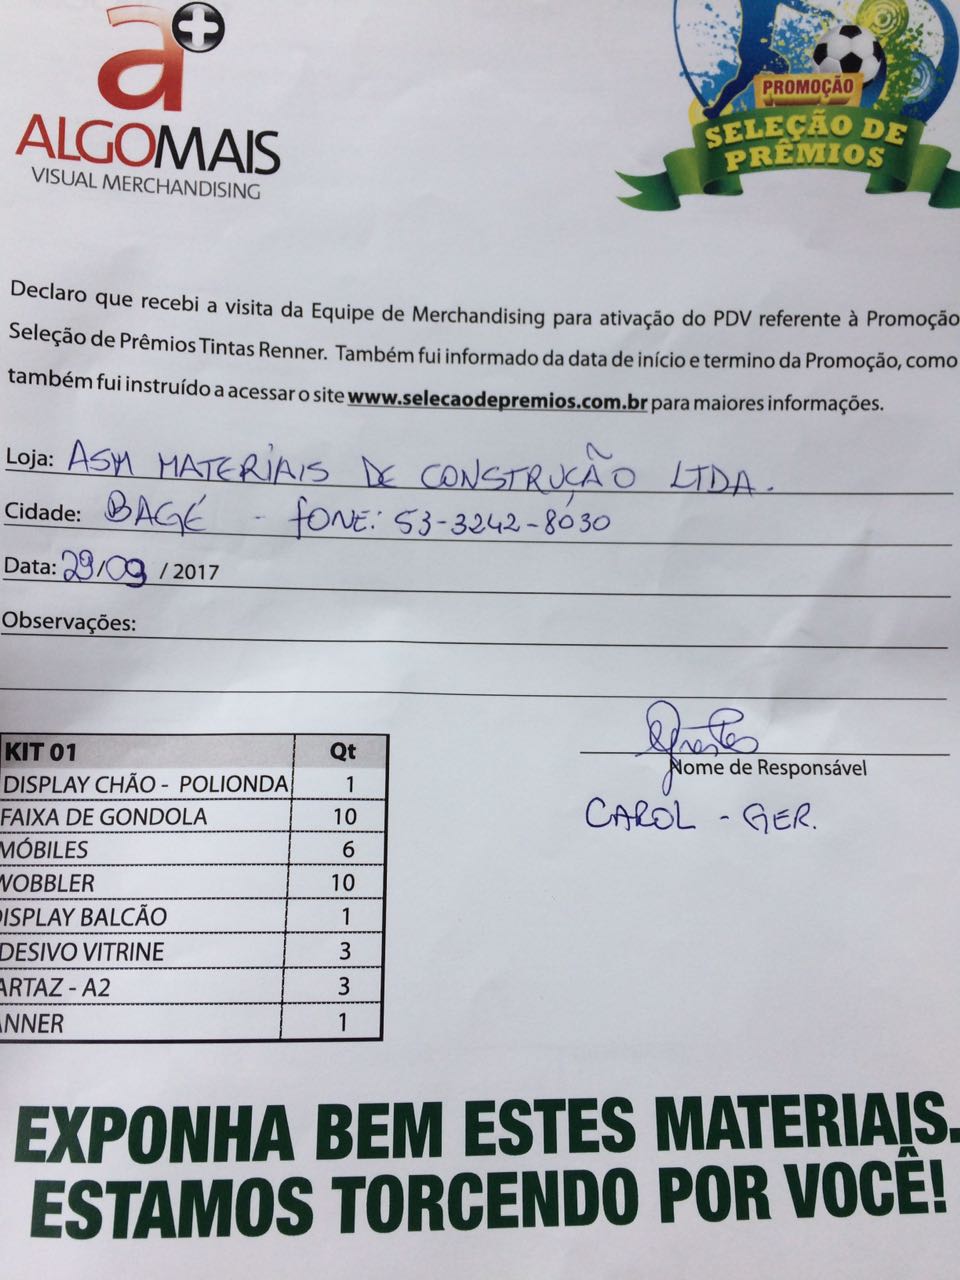 a+
ALGOMAIS
VISUAL MERCHANDISING
PROMOÇÃO
SELEÇÃO DE
PRÊMIOS
Declaro que recebi a visita da Equipe de Merchandising para ativação do PDV referente à Promoção
Seleção de Prêmios Tintas Renner. Também fui informado da data de início e termino da Promoção, como
também fui instruído a acessar o site www.selecaodepremios.com.br para maiores informações.
Loja: ASM MATERIAIS DE CONSTRUÇÃO LTDA.
Cidade: BAGÉ - FONE: 53-3242-8030
Data: 29/09 / 2017
Observações:
Nome de Responsável
CAROL - GER.
KIT 01 Qt
DISPLAY CHÃO - POLIONDA 1
FAIXA DE GONDOLA 10
MÓBILES 6
WOBBLER 10
DISPLAY BALCÃO 1
DESIVO VITRINE 3
ARTAZ - A2 3
ANNER 1
EXPONHA BEM ESTES MATERIAIS.
ESTAMOS TORCENDO POR VOCÊ!